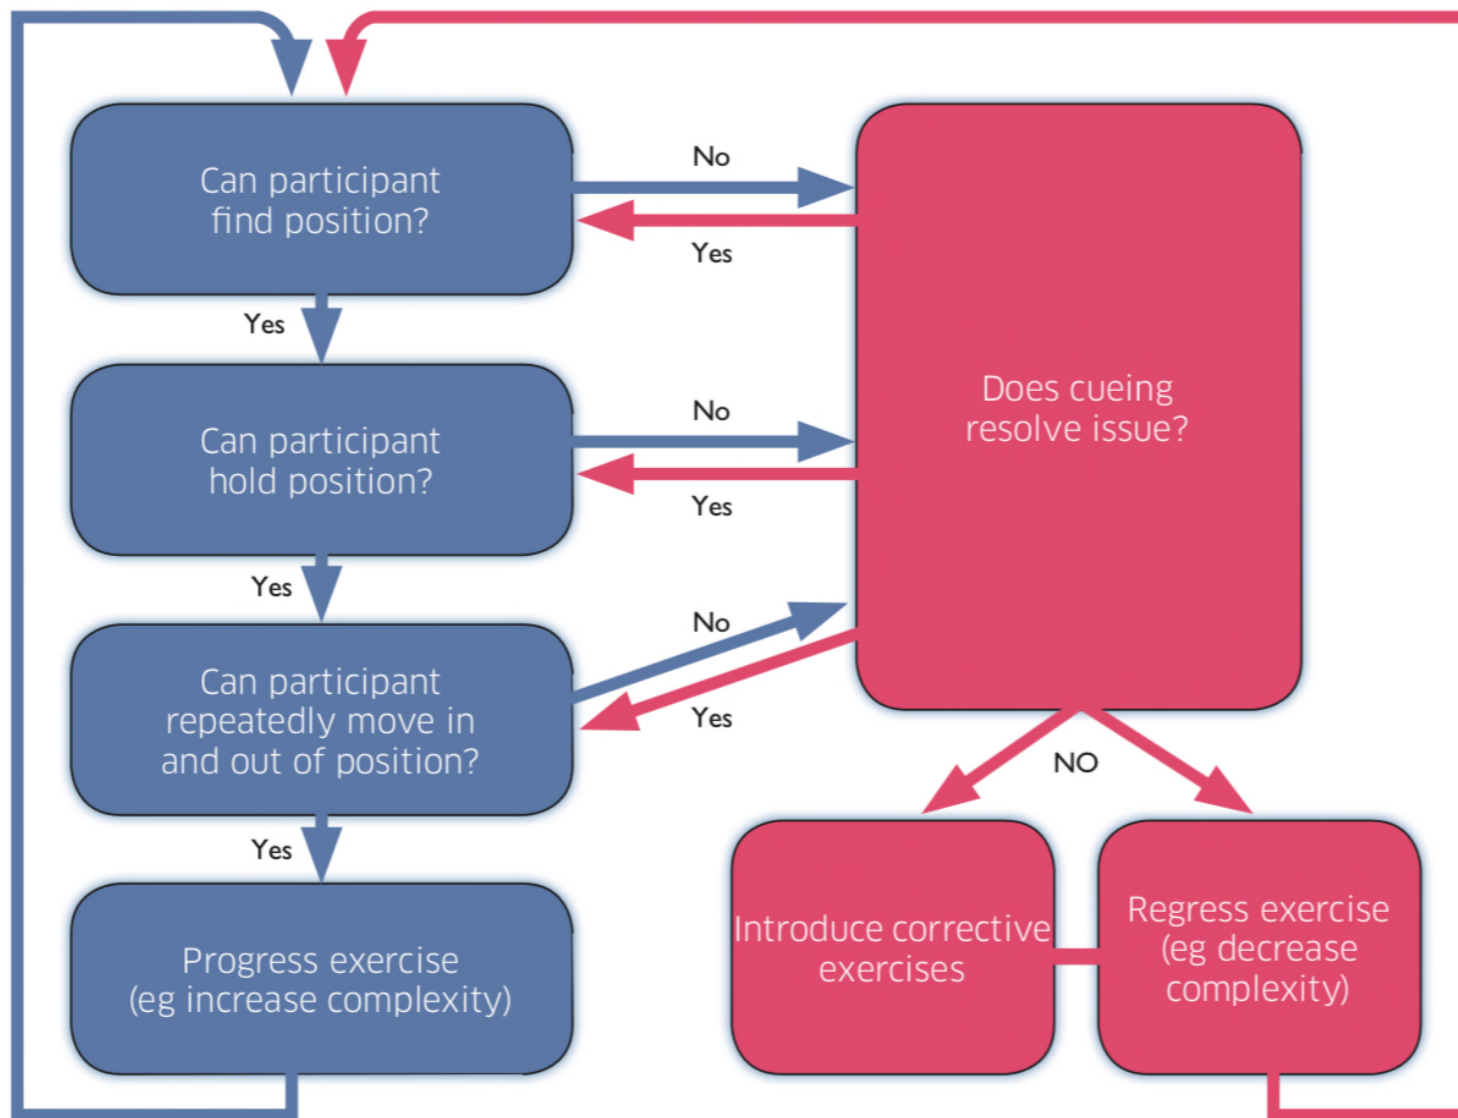 Can participant
find position?
No
Yes
Yes
Can participant
hold position?
No
Yes
Yes
Can participant
repeatedly move in
and out of position?
No
Yes
Yes
Progress exercise
(eg increase complexity)
Does cueing
resolve issue?
NO
Introduce corrective
exercises
Regress exercise
(eg decrease
complexity)